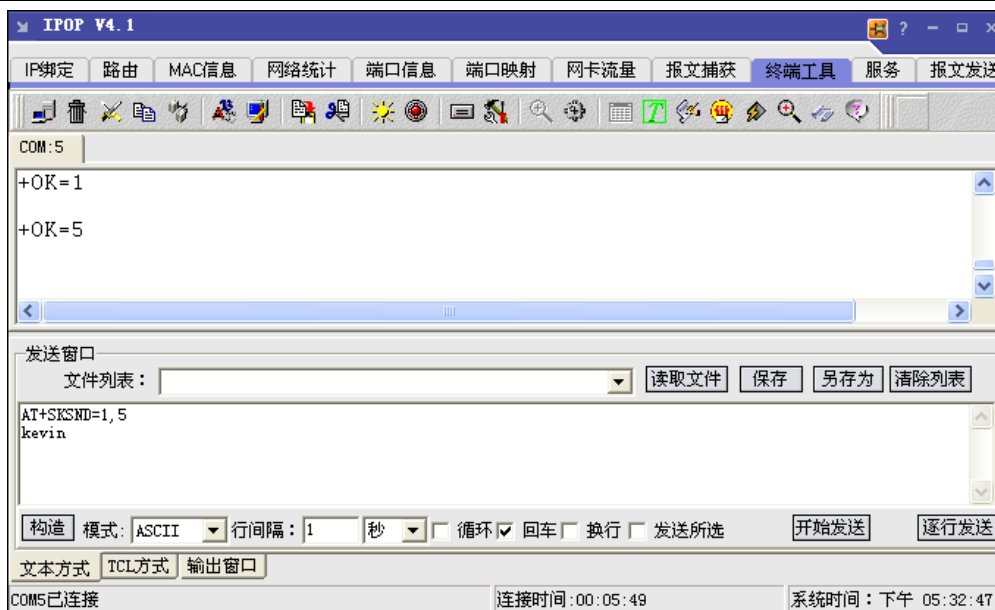 IPOP V4.1
IP绑定 路由 MAC信息 网络统计 端口信息 端口映射 网卡流量 报文捕获 终端工具 服务 报文发送
COM:5
+OK=1
+OK=5
发送窗口
文件列表： 读取文件 保存 另存为 清除列表
AT+SKSND=1,5
kevin
构造 模式: ASCII 行间隔：1 秒 循环 回车 换行 发送所选 开始发送 逐行发送
文本方式 TCL方式 输出窗口
COM5已连接 连接时间:00:05:49 系统时间：下午 05:32:47